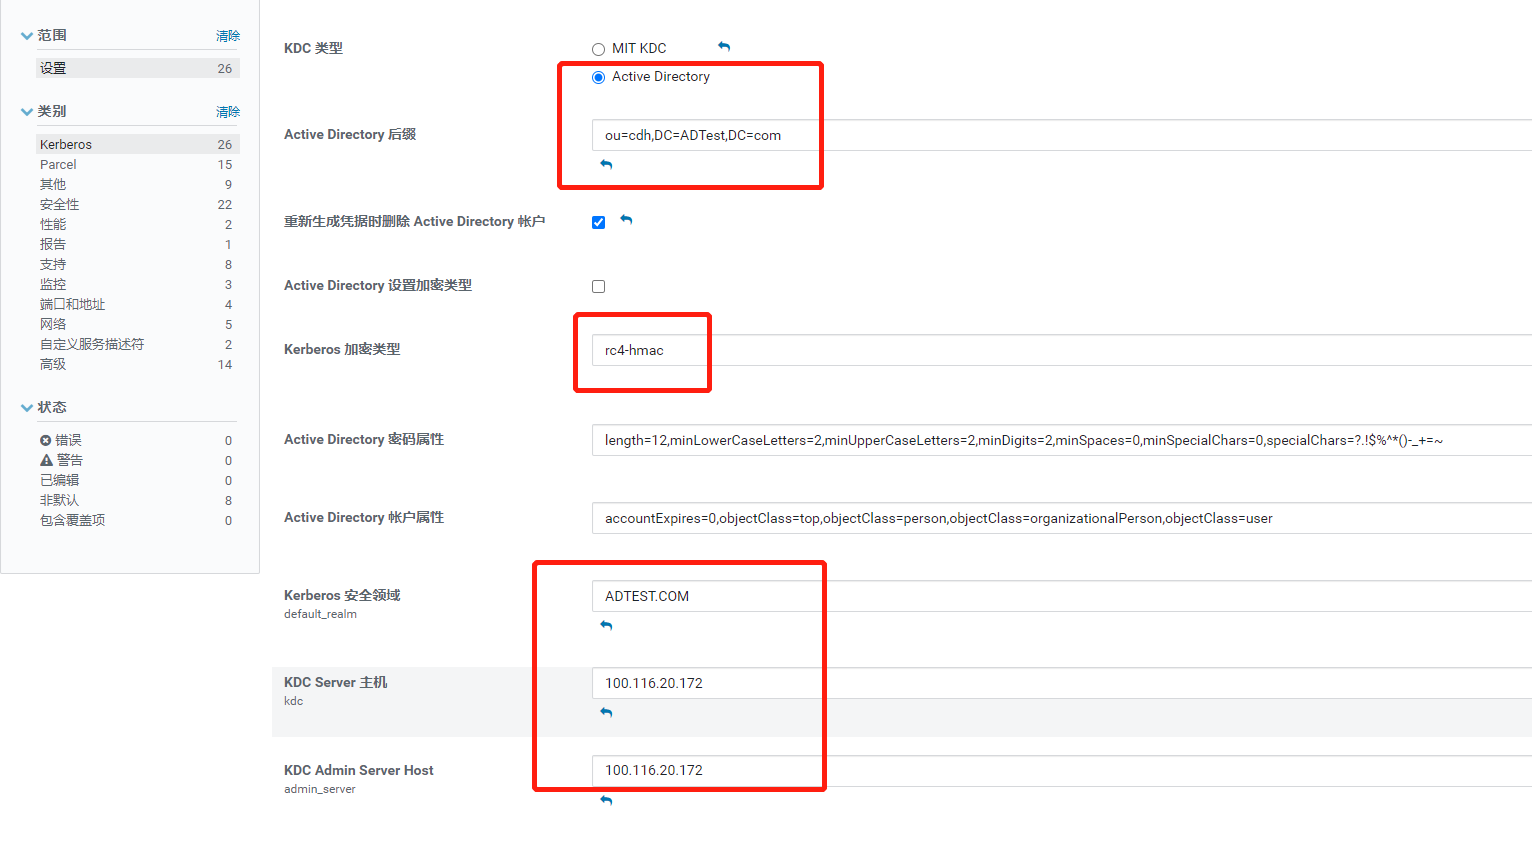 范围 清除
设置 26
类别 清除
Kerberos 26
Parcel 15
其他 9
安全性 22
性能 2
报告 1
支持 8
监控 3
端口和地址 4
网络 5
自定义服务描述符 2
高级 14
状态
错误 0
警告 0
已编辑 0
非默认 8
包含覆盖项 0
KDC 类型
MIT KDC
Active Directory
Active Directory 后缀
ou=cdh,DC=ADTest,DC=com
重新生成凭据时删除 Active Directory 帐户
Active Directory 设置加密类型
Kerberos 加密类型
rc4-hmac
Active Directory 密码属性
length=12,minLowerCaseLetters=2,minUpperCaseLetters=2,minDigits=2,minSpaces=0,minSpecialChars=0,specialChars=?.!$%^*()-_+=~
Active Directory 帐户属性
accountExpires=0,objectClass=top,objectClass=person,objectClass=organizationalPerson,objectClass=user
Kerberos 安全领域
default_realm
ADTEST.COM
KDC Server 主机
kdc
100.116.20.172
KDC Admin Server Host
admin_server
100.116.20.172